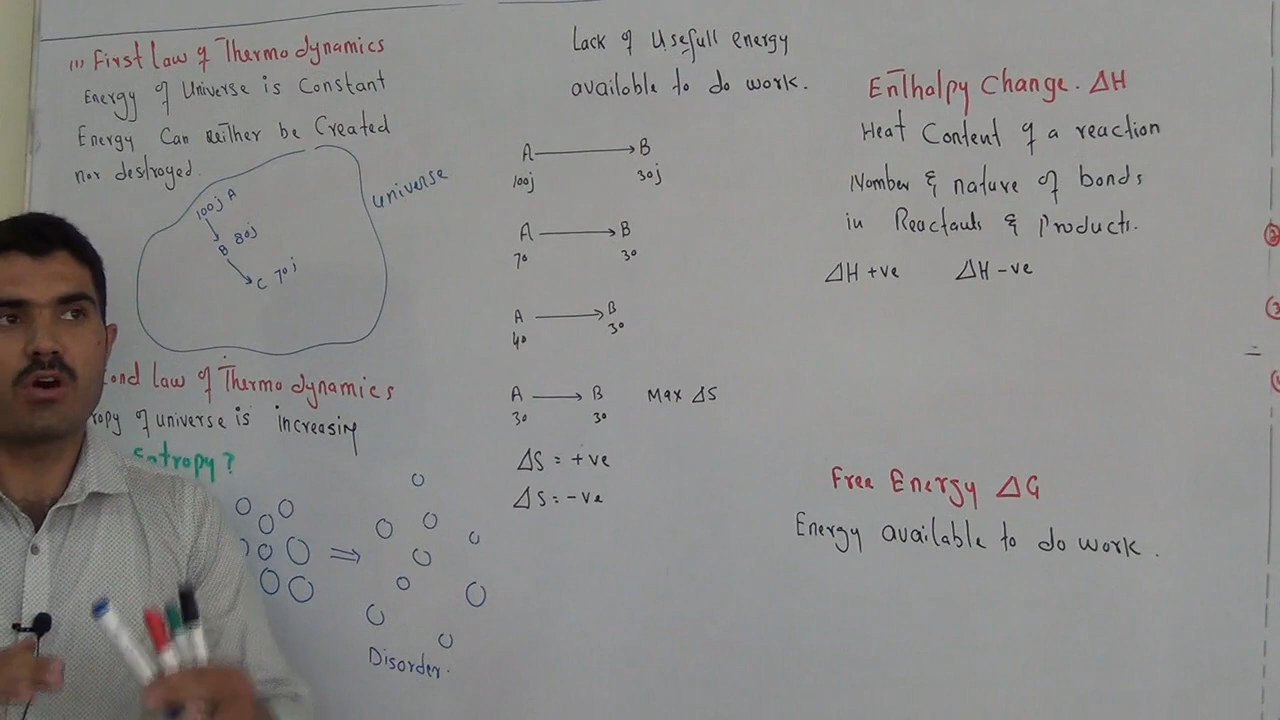 (1) First Law of Thermodynamics
Energy of Universe is Constant
Energy Can neither be Created
nor destroyed.
universe
100j A
B 80j
C 70j
ond law of Thermodynamics
ropy of universe is increasing
Entropy?
Disorder.
Lack of Usefull energy
available to do work.
A → B
100j 30j
A → B
70 30
A → B
40 30
A → B Max ΔS
30 30
ΔS = +ve
ΔS = -ve
Enthalpy Change. ΔH
Heat Content of a reaction
Number & nature of bonds
in Reactants & Products.
ΔH +ve ΔH -ve
Free Energy ΔG
Energy available to do work.